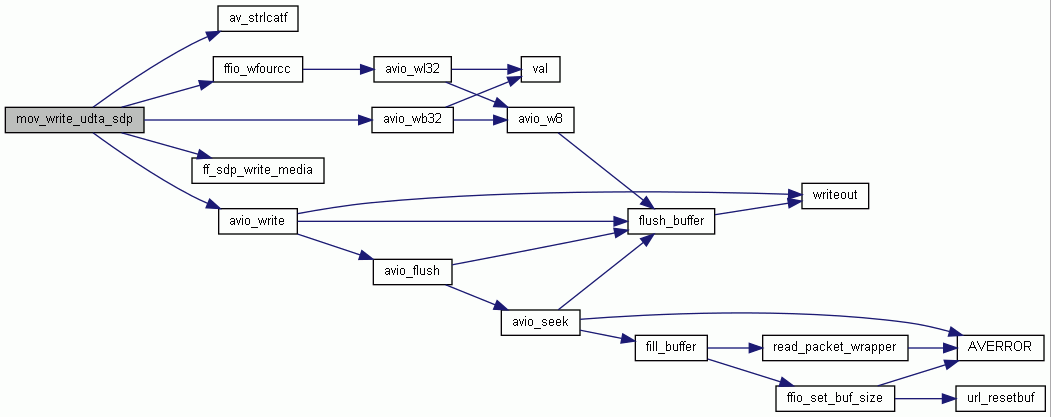 av_strlcatf
ffio_wfourcc
avio_wl32
val
mov_write_udta_sdp
avio_wb32
avio_w8
ff_sdp_write_media
writeout
avio_write
flush_buffer
avio_flush
avio_seek
fill_buffer
read_packet_wrapper
AVERROR
ffio_set_buf_size
url_resetbuf